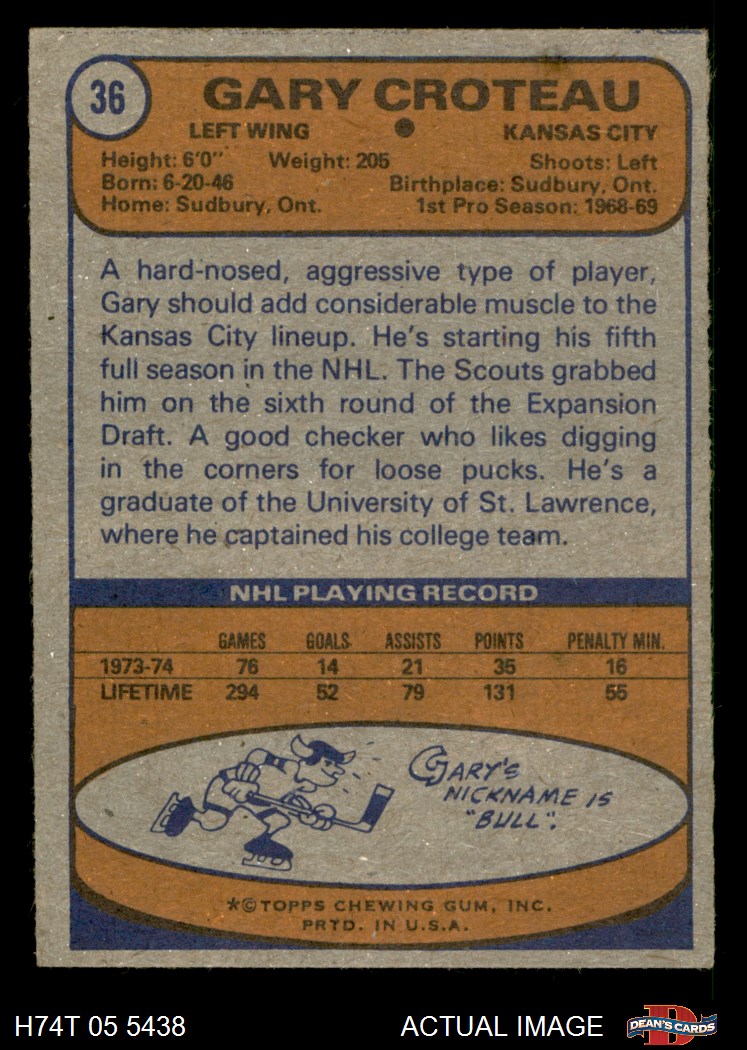 36
GARY CROTEAU
LEFT WING • KANSAS CITY
Height: 6'0" Weight: 205 Shoots: Left
Born: 6-20-46 Birthplace: Sudbury, Ont.
Home: Sudbury, Ont. 1st Pro Season: 1968-69
A hard-nosed, aggressive type of player,
Gary should add considerable muscle to the
Kansas City lineup. He's starting his fifth
full season in the NHL. The Scouts grabbed
him on the sixth round of the Expansion
Draft. A good checker who likes digging
in the corners for loose pucks. He's a
graduate of the University of St. Lawrence,
where he captained his college team.
NHL PLAYING RECORD
GAMES GOALS ASSISTS POINTS PENALTY MIN.
1973-74 76 14 21 35 16
LIFETIME 294 52 79 131 55
GARY'S
NICKNAME IS
"BULL".
*©TOPPS CHEWING GUM, INC.
PRTD. IN U.S.A.
H74T 05 5438 ACTUAL IMAGE
D
DEAN'S CARDS